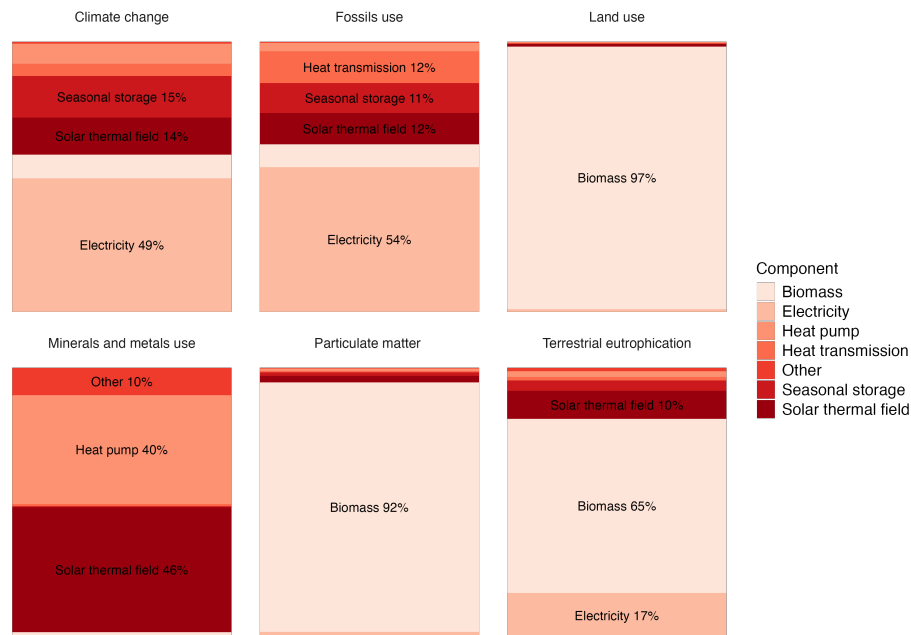 Climate change
Fossils use
Land use
Seasonal storage 15%
Solar thermal field 14%
Electricity 49%
Heat transmission 12%
Seasonal storage 11%
Solar thermal field 12%
Electricity 54%
Biomass 97%
Minerals and metals use
Particulate matter
Terrestrial eutrophication
Other 10%
Heat pump 40%
Solar thermal field 46%
Biomass 92%
Solar thermal field 10%
Biomass 65%
Electricity 17%
Component
Biomass
Electricity
Heat pump
Heat transmission
Other
Seasonal storage
Solar thermal field